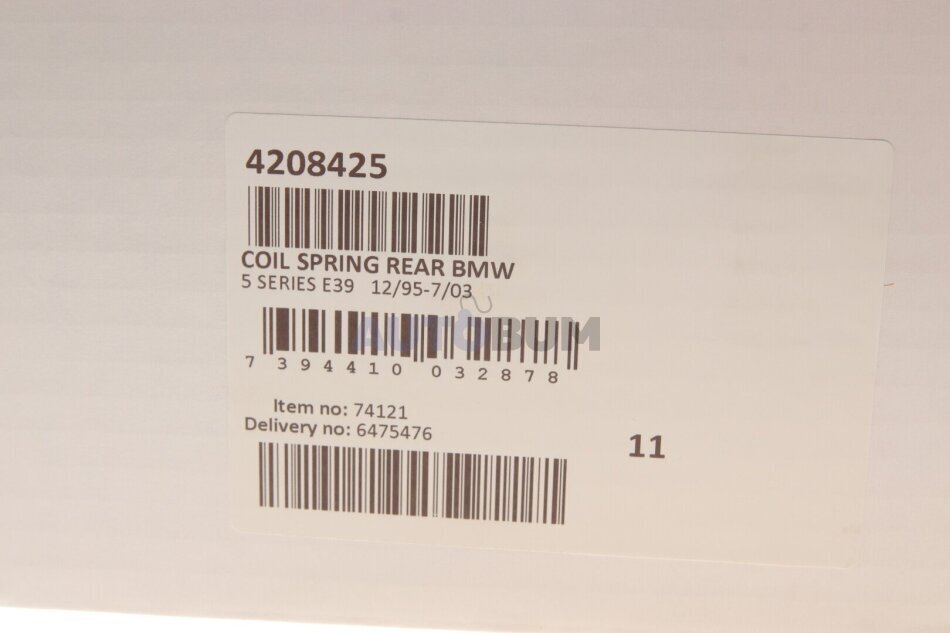 4208425
COIL SPRING REAR BMW
5 SERIES E39 12/95-7/03
AUTOBUM
7 394410 032878
Item no: 74121
Delivery no: 6475476
11